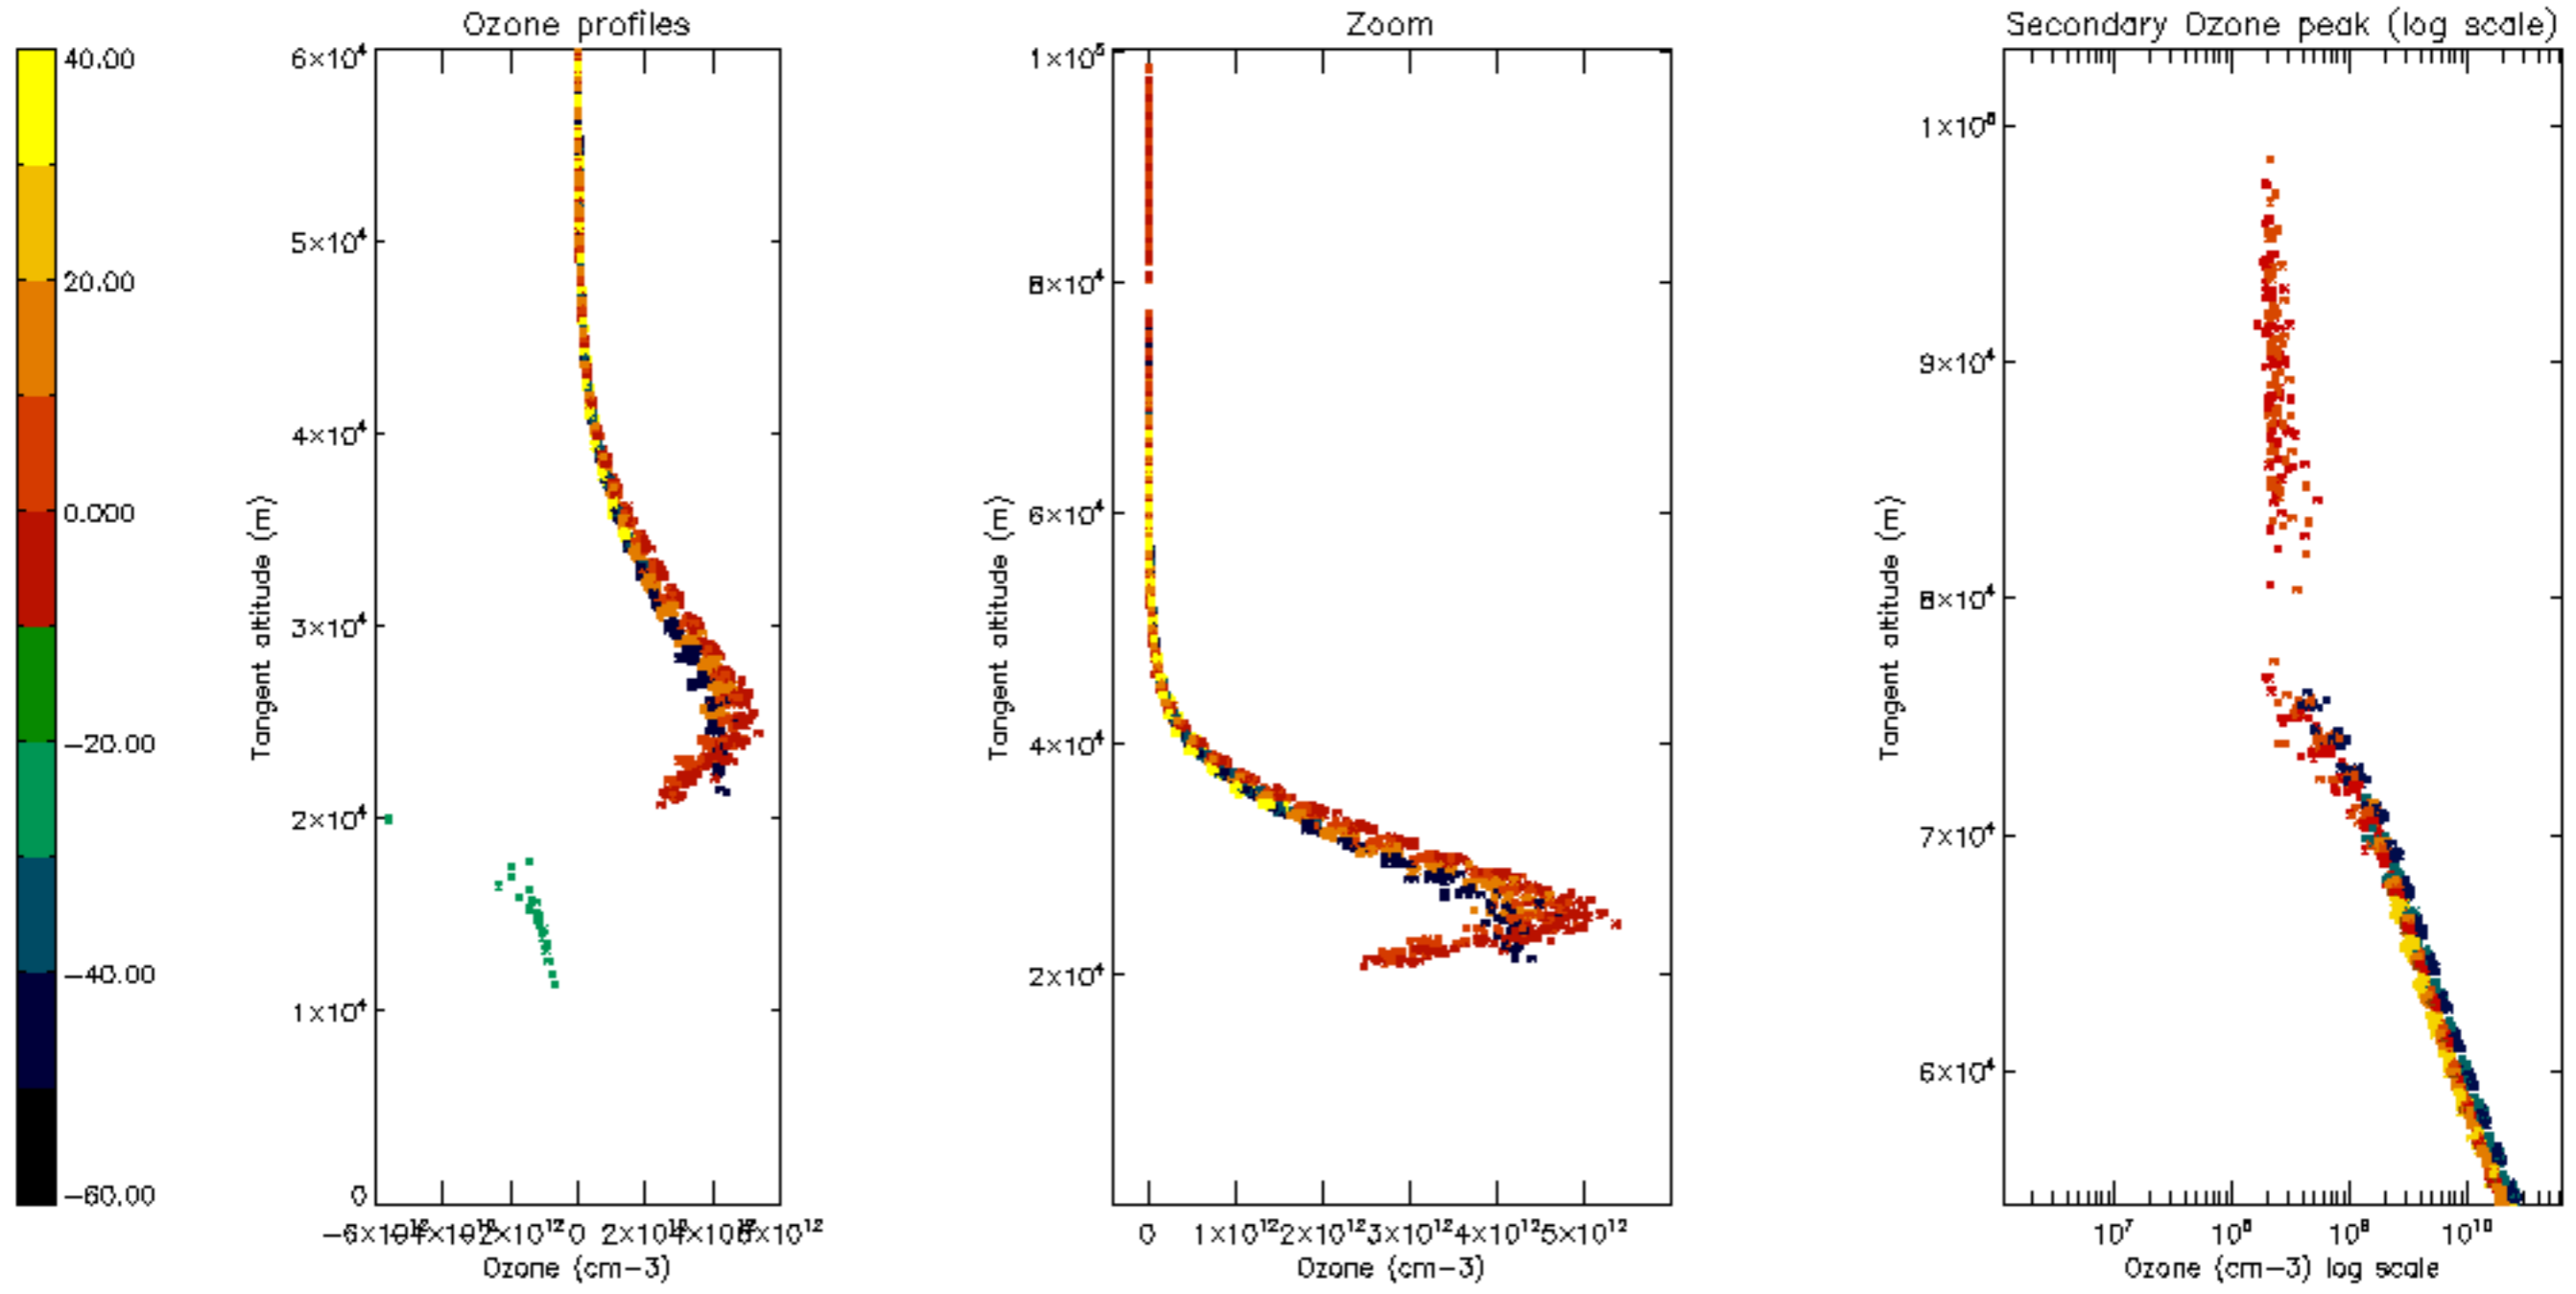 Ozone profiles
Zoom
Secondary Ozone peak (log scale)
40.00
20.00
0.000
−20.00
−40.00
−60.00
6×10⁴
5×10⁴
4×10⁴
3×10⁴
2×10⁴
1×10⁴
0
Tangent altitude (m)
0
Ozone (cm−3)
1×10⁵
8×10⁴
6×10⁴
4×10⁴
2×10⁴
Tangent altitude (m)
0 1×10¹² 2×10¹² 3×10¹² 4×10¹² 5×10¹²
Ozone (cm−3)
9×10⁴
8×10⁴
7×10⁴
6×10⁴
Tangent altitude (m)
10⁷ 10⁸ 10⁹ 10¹⁰
Ozone (cm−3) log scale